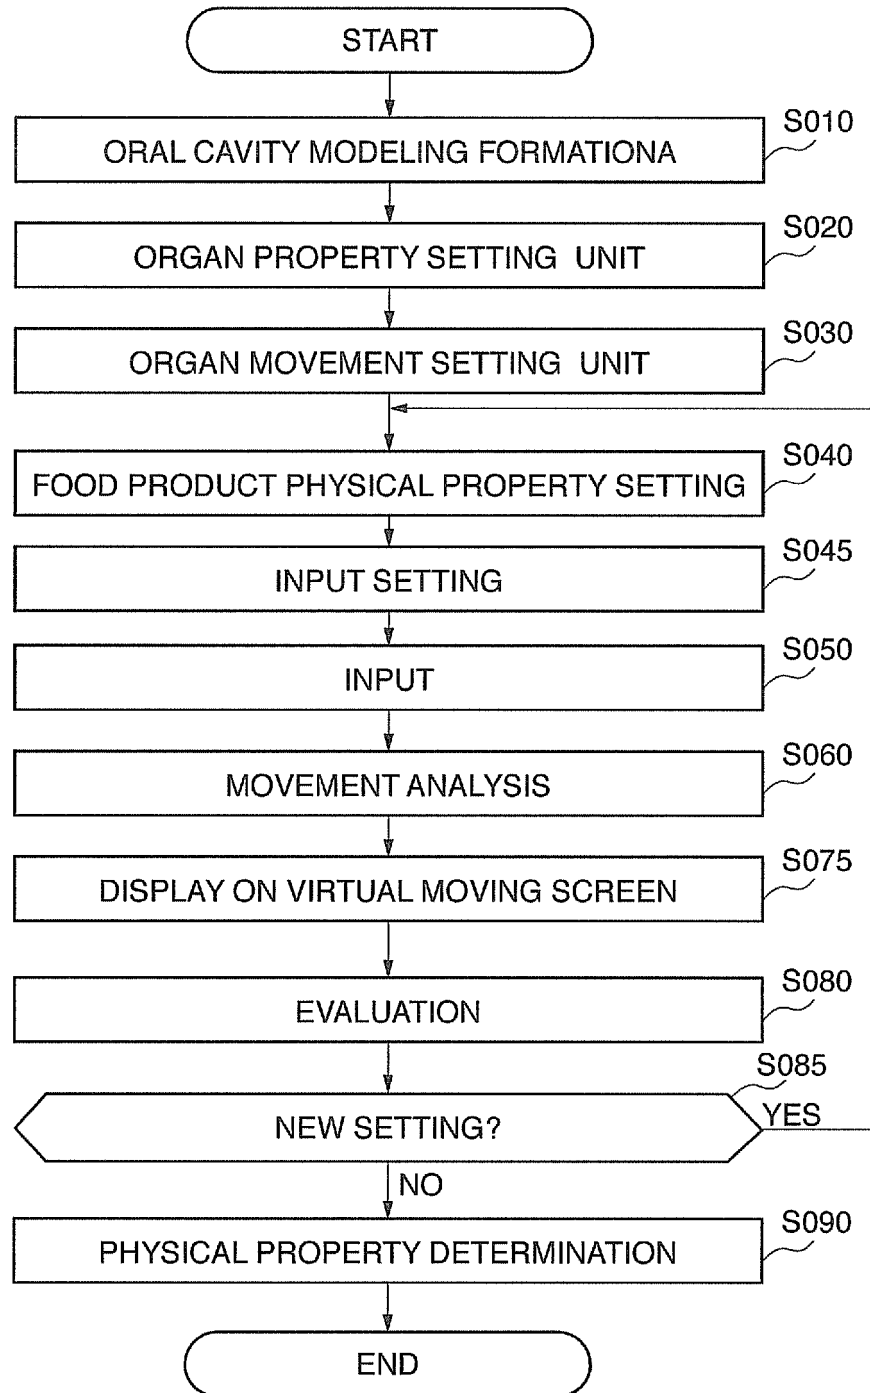 START
S010
ORAL CAVITY MODELING FORMATIONA
S020
ORGAN PROPERTY SETTING UNIT
S030
ORGAN MOVEMENT SETTING UNIT
S040
FOOD PRODUCT PHYSICAL PROPERTY SETTING
S045
INPUT SETTING
S050
INPUT
S060
MOVEMENT ANALYSIS
S075
DISPLAY ON VIRTUAL MOVING SCREEN
S080
EVALUATION
S085
NEW SETTING?
YES
NO
S090
PHYSICAL PROPERTY DETERMINATION
END